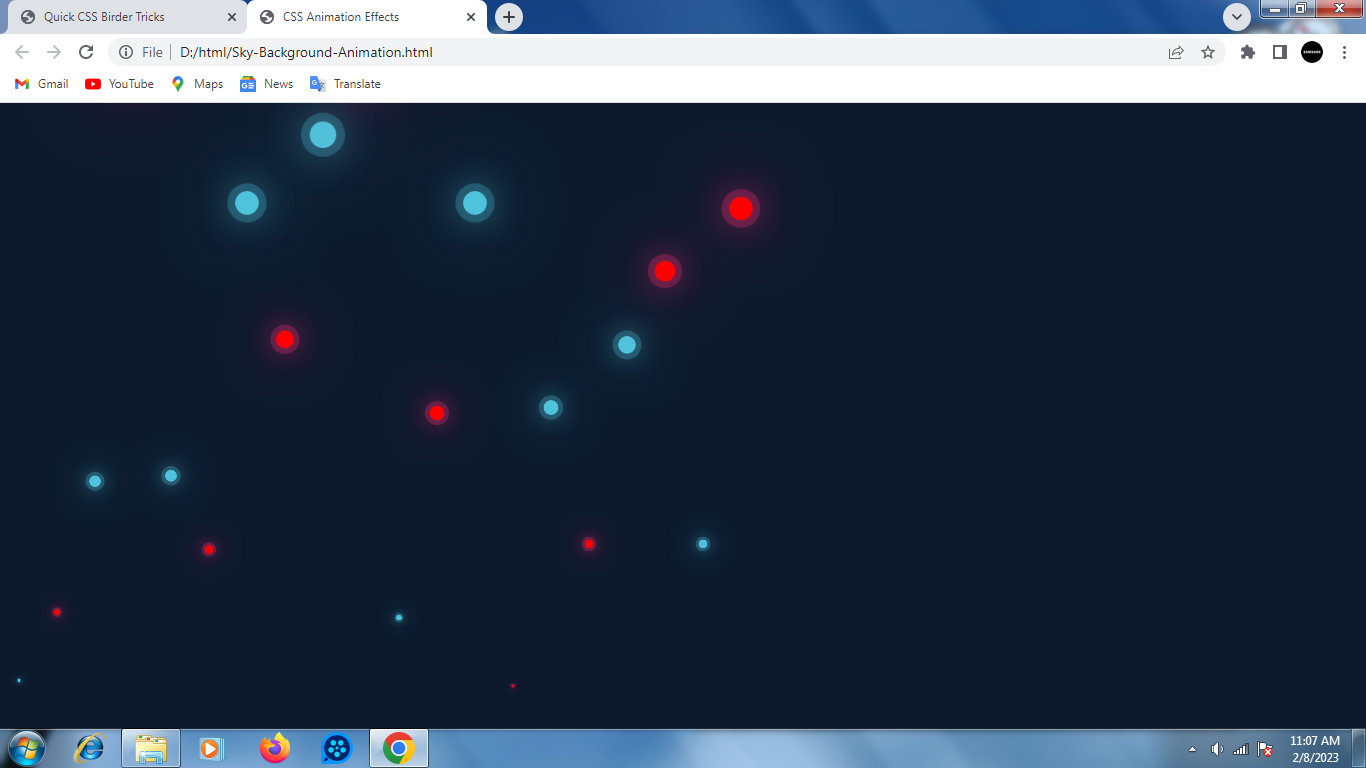 Quick CSS Birder Tricks
CSS Animation Effects
File
D:/html/Sky-Background-Animation.html
Gmail
YouTube
Maps
News
Translate
11:07 AM
2/8/2023